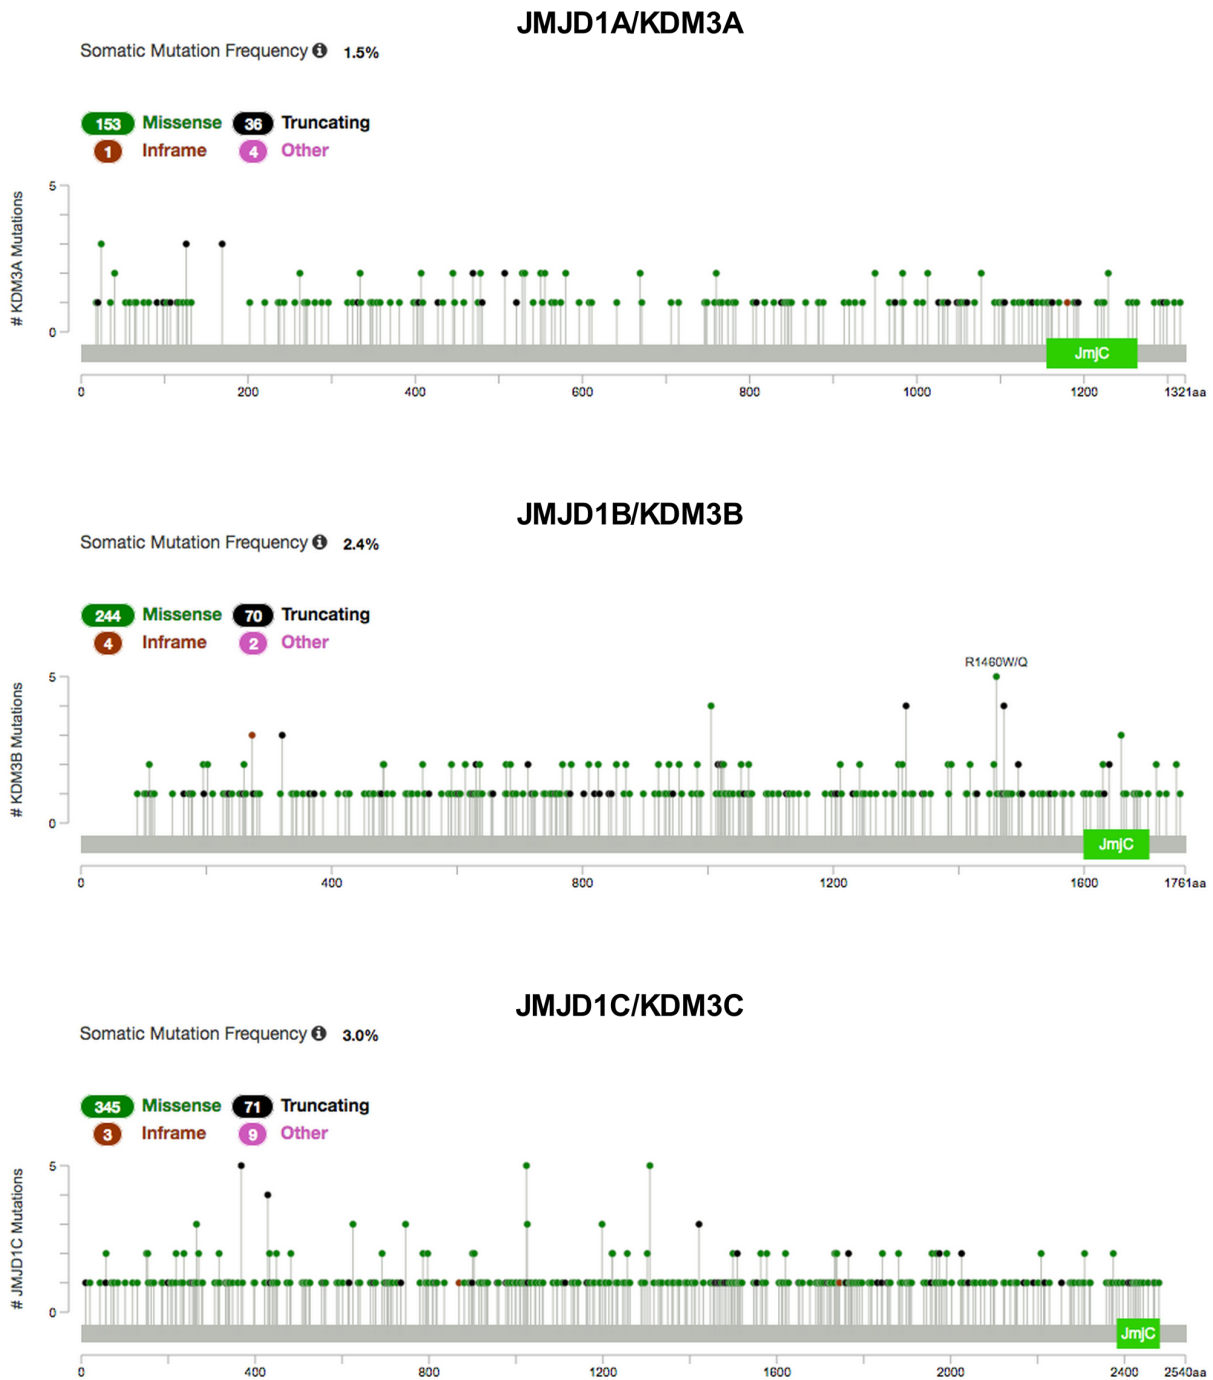 JMJD1A/KDM3A
Somatic Mutation Frequency i 1.5%
153 Missense 36 Truncating
1 Inframe 4 Other
# KDM3A Mutations
5
0
JmjC
0 200 400 600 800 1000 1200 1321aa
JMJD1B/KDM3B
Somatic Mutation Frequency i 2.4%
244 Missense 70 Truncating
4 Inframe 2 Other
R1460W/Q
# KDM3B Mutations
5
0
JmjC
0 400 800 1200 1600 1761aa
JMJD1C/KDM3C
Somatic Mutation Frequency i 3.0%
345 Missense 71 Truncating
3 Inframe 9 Other
# JMJD1C Mutations
5
0
JmjC
0 400 800 1200 1600 2000 2400 2540aa